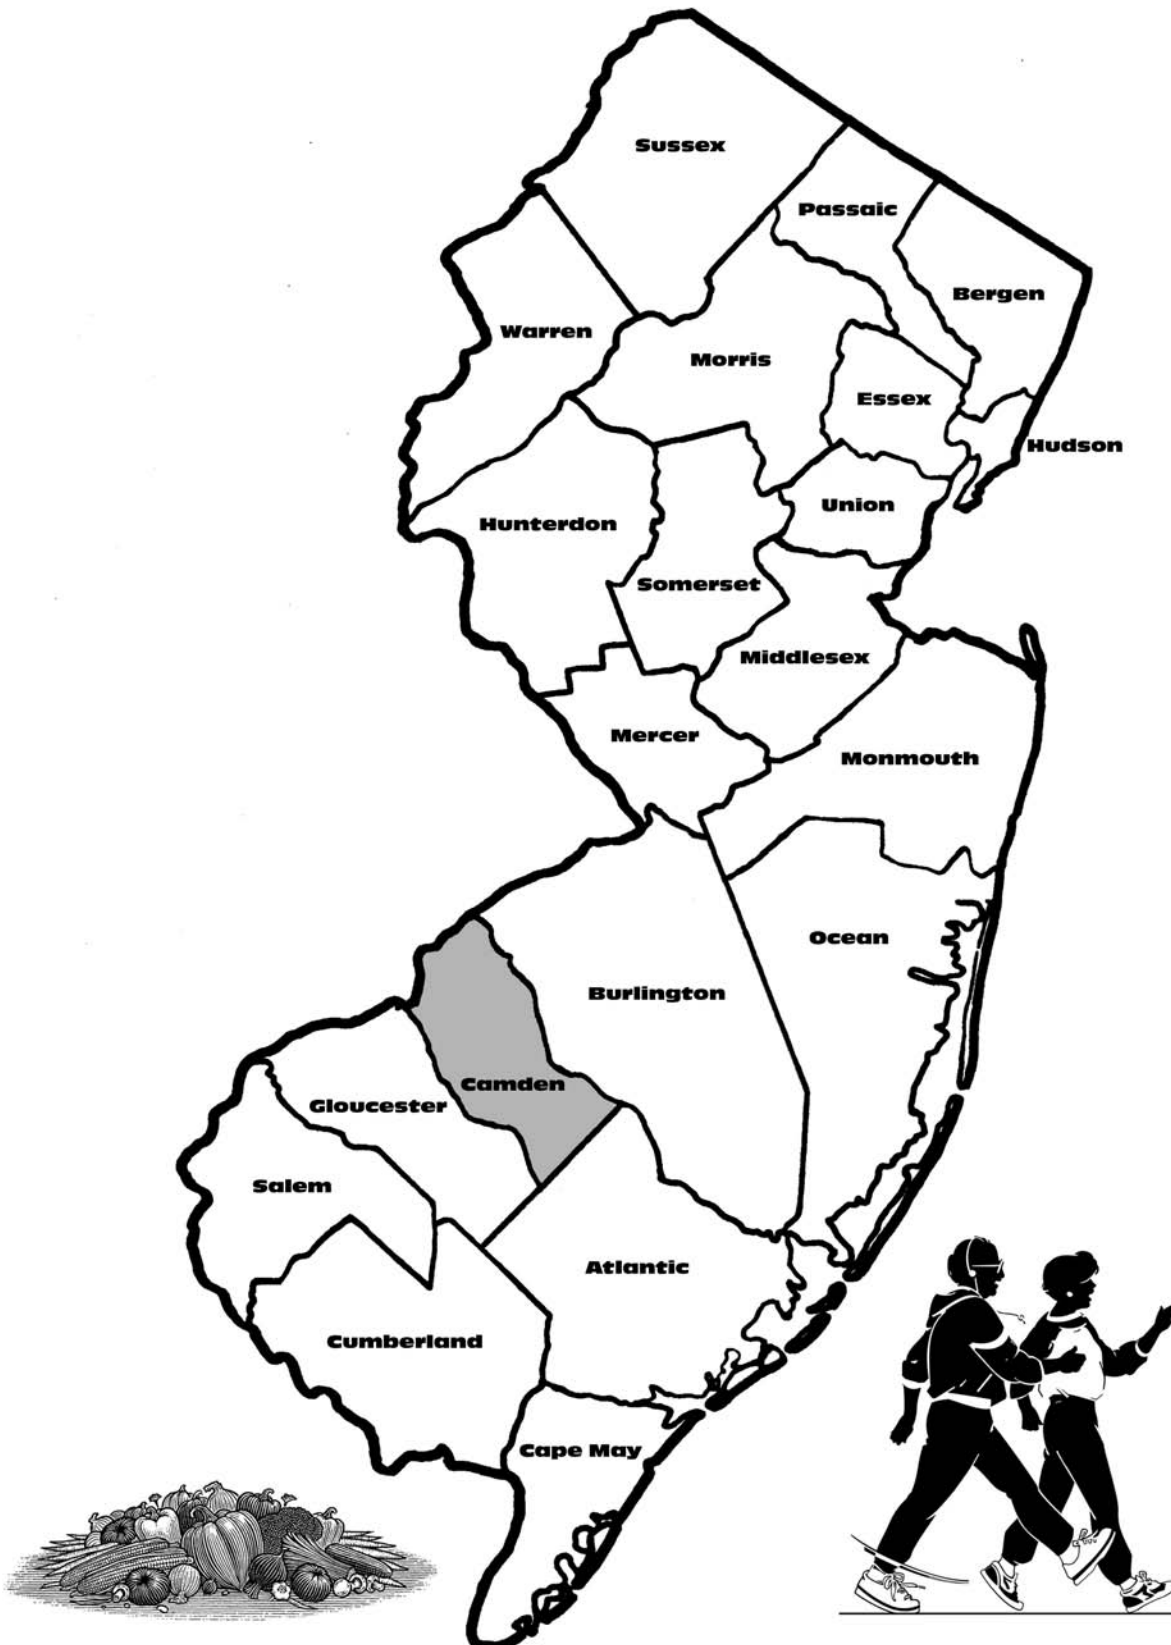 Sussex
Passaic
Bergen
Warren
Morris
Essex
Hudson
Union
Hunterdon
Somerset
Middlesex
Mercer
Monmouth
Ocean
Burlington
Camden
Gloucester
Salem
Atlantic
Cumberland
Cape May